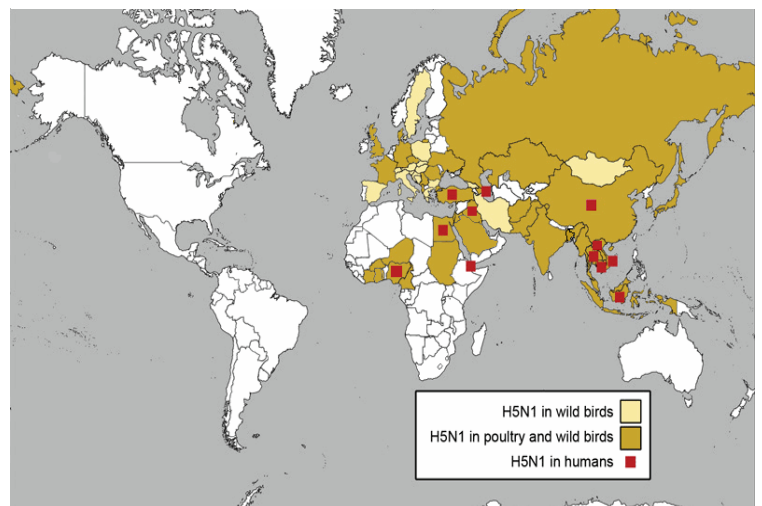 H5N1 in wild birds
H5N1 in poultry and wild birds
H5N1 in humans